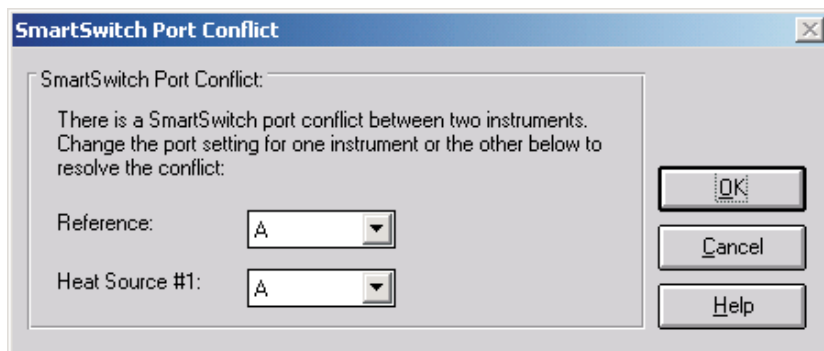 SmartSwitch Port Conflict
SmartSwitch Port Conflict:
There is a SmartSwitch port conflict between two instruments.
Change the port setting for one instrument or the other below to
resolve the conflict:
Reference:
A
Heat Source #1:
A
OK
Cancel
Help